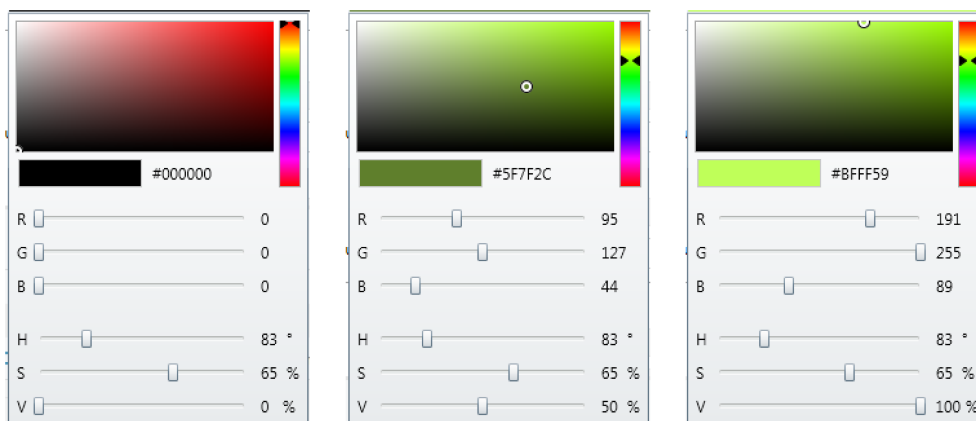 #000000
R 0
G 0
B 0
H 83 °
S 65 %
V 0 %
#5F7F2C
R 95
G 127
B 44
H 83 °
S 65 %
V 50 %
#BFFF59
R 191
G 255
B 89
H 83 °
S 65 %
V 100 %